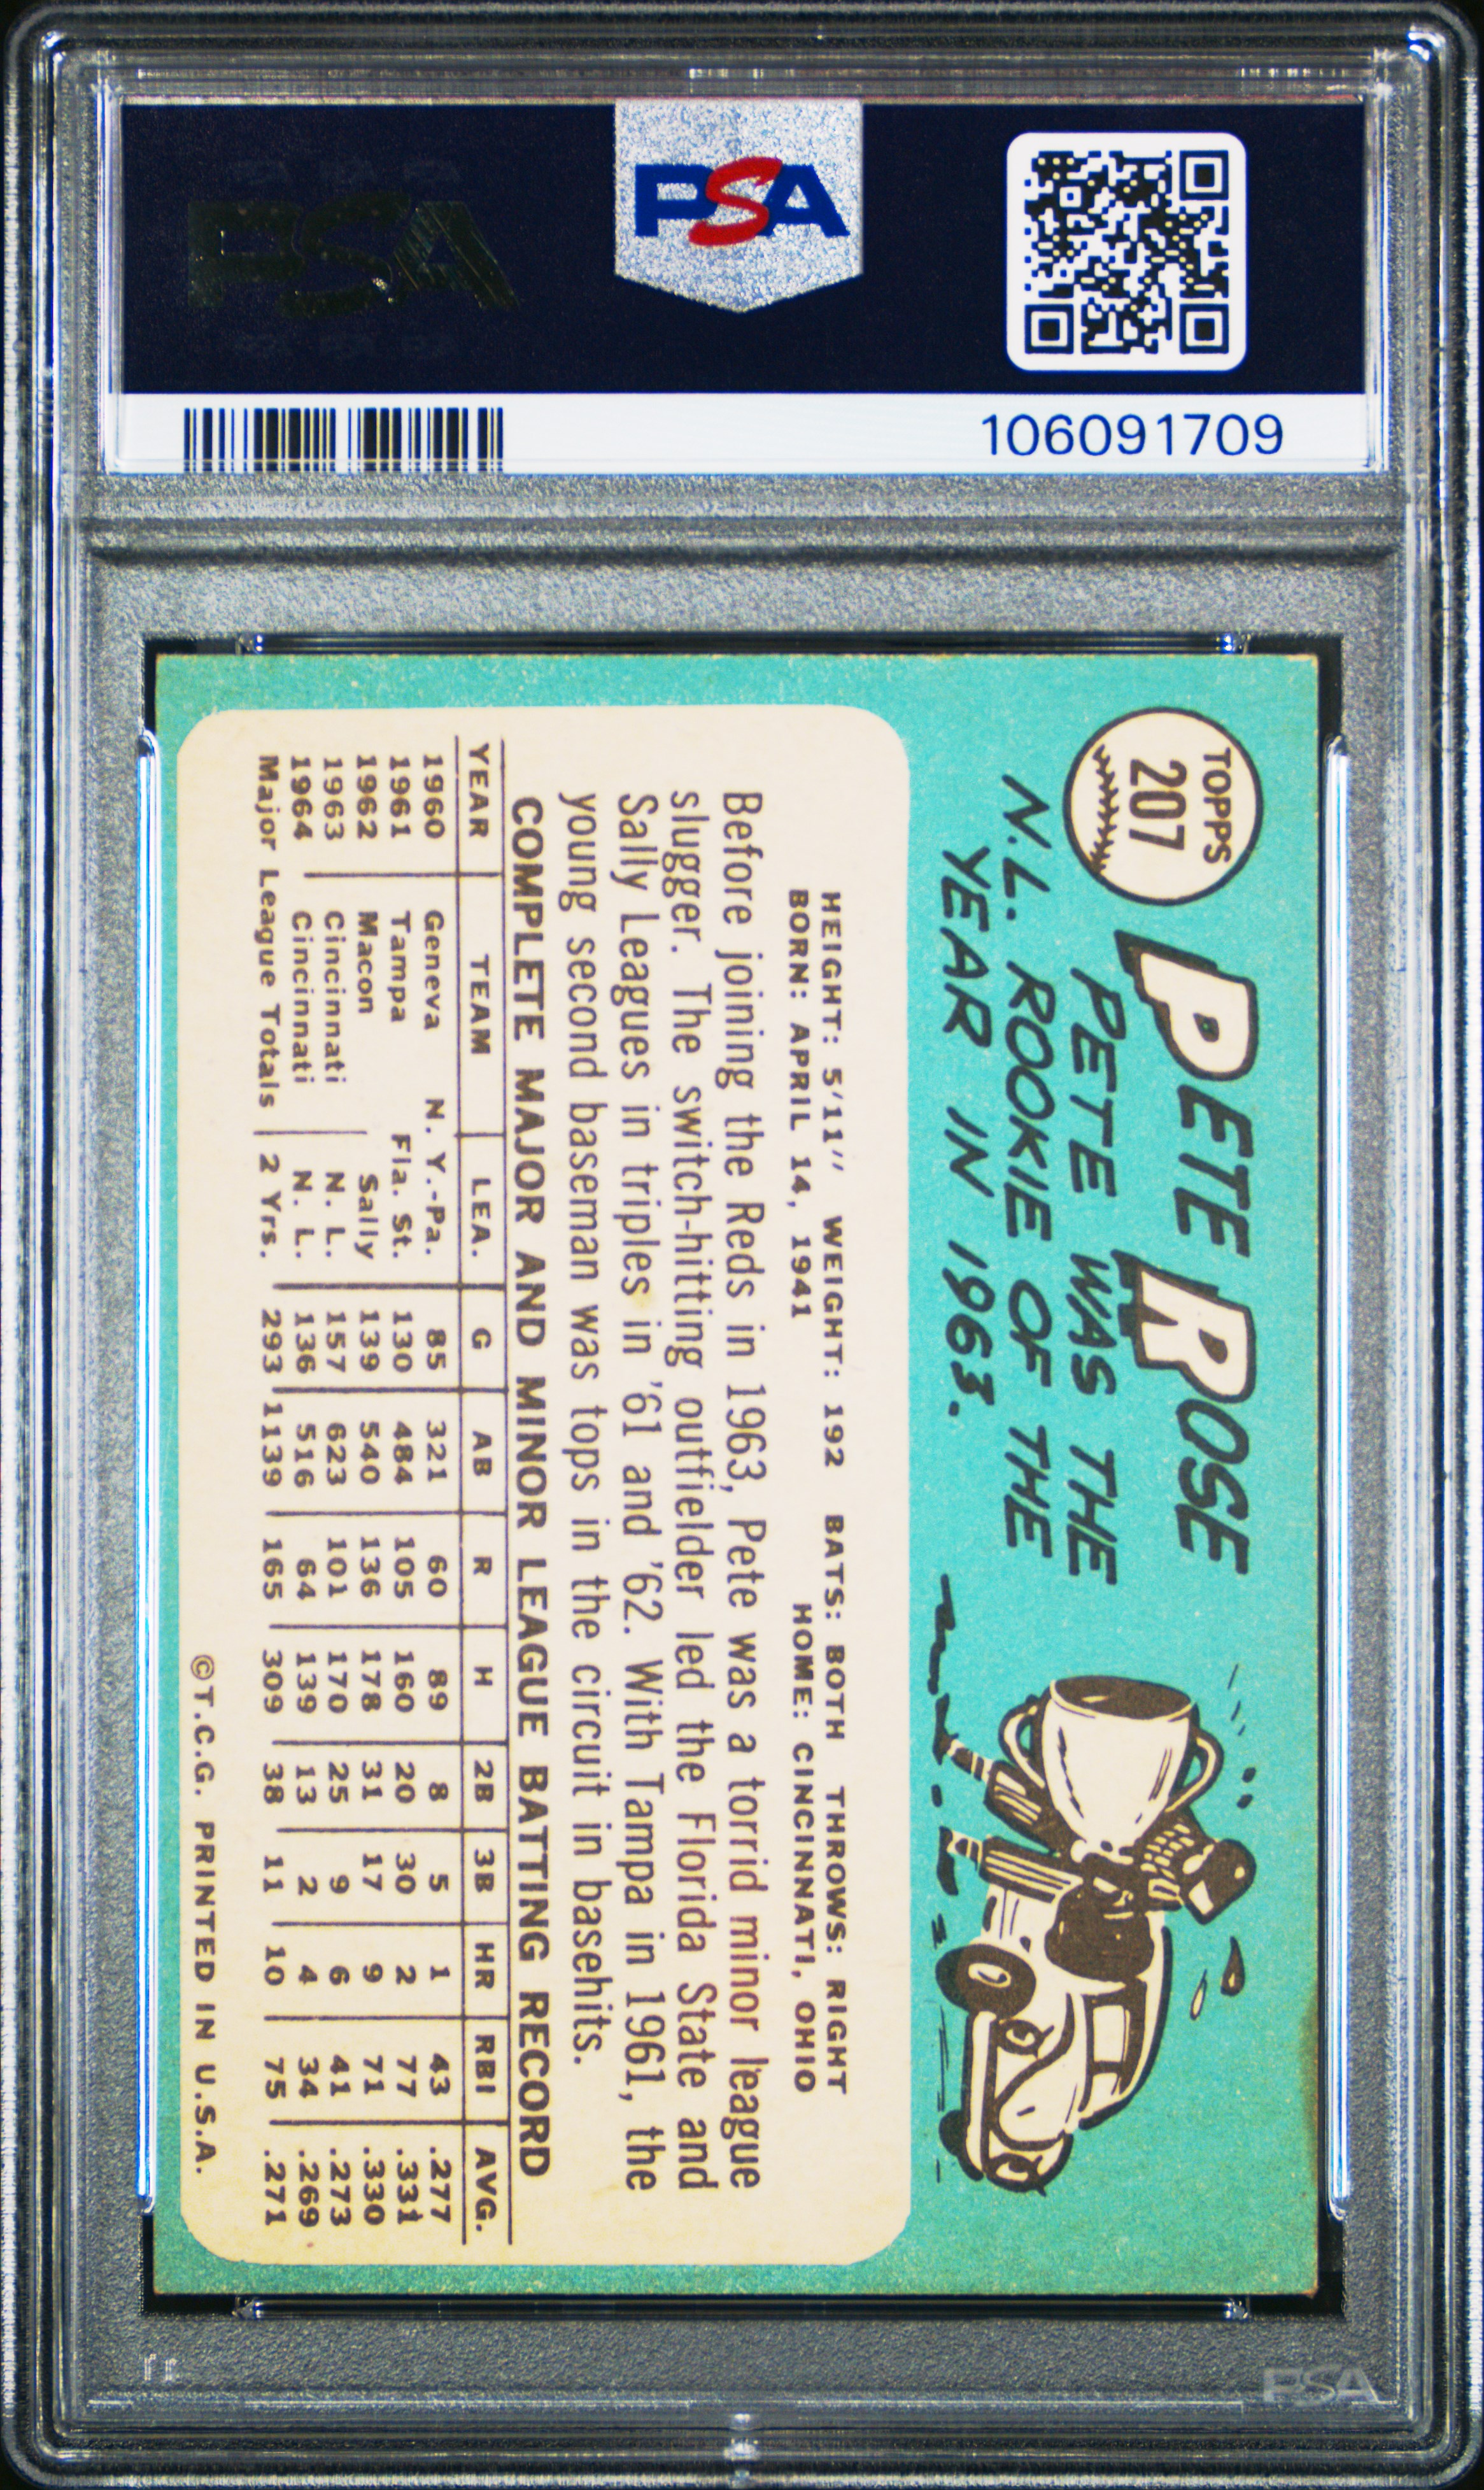 PSA
PSA
106091709
TOPPS
207
PETE ROSE
PETE WAS THE
N.L. ROOKIE OF THE
YEAR IN 1963.
HEIGHT: 5'11" WEIGHT: 192 BATS: BOTH THROWS: RIGHT
BORN: APRIL 14, 1941 HOME: CINCINNATI, OHIO
Before joining the Reds in 1963, Pete was a torrid minor league
slugger. The switch-hitting outfielder led the Florida State and
Sally Leagues in triples in '61 and '62. With Tampa in 1961, the
young second baseman was tops in the circuit in basehits.
COMPLETE MAJOR AND MINOR LEAGUE BATTING RECORD
YEAR TEAM LEA. G AB R H 2B 3B HR RBI AVG.
1960 Geneva N. Y.-Pa. 85 321 60 89 8 5 1 43 .277
1961 Tampa Fla. St. 130 484 105 160 20 30 2 77 .331
1962 Macon Sally 139 540 136 178 31 17 9 71 .330
1963 Cincinnati N. L. 157 623 101 170 25 9 6 41 .273
1964 Cincinnati N. L. 136 516 64 139 13 2 4 34 .269
Major League Totals 2 Yrs. 293 1139 165 309 38 11 10 75 .271
©T.C.G. PRINTED IN U.S.A.
PSA